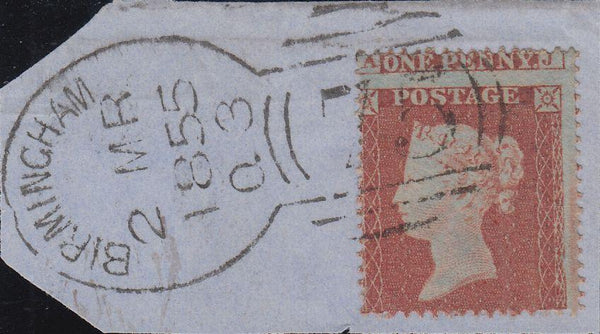 BIRMINGHAM
2 MR
1855
Q 3
J ONE PENNY J
POSTAGE